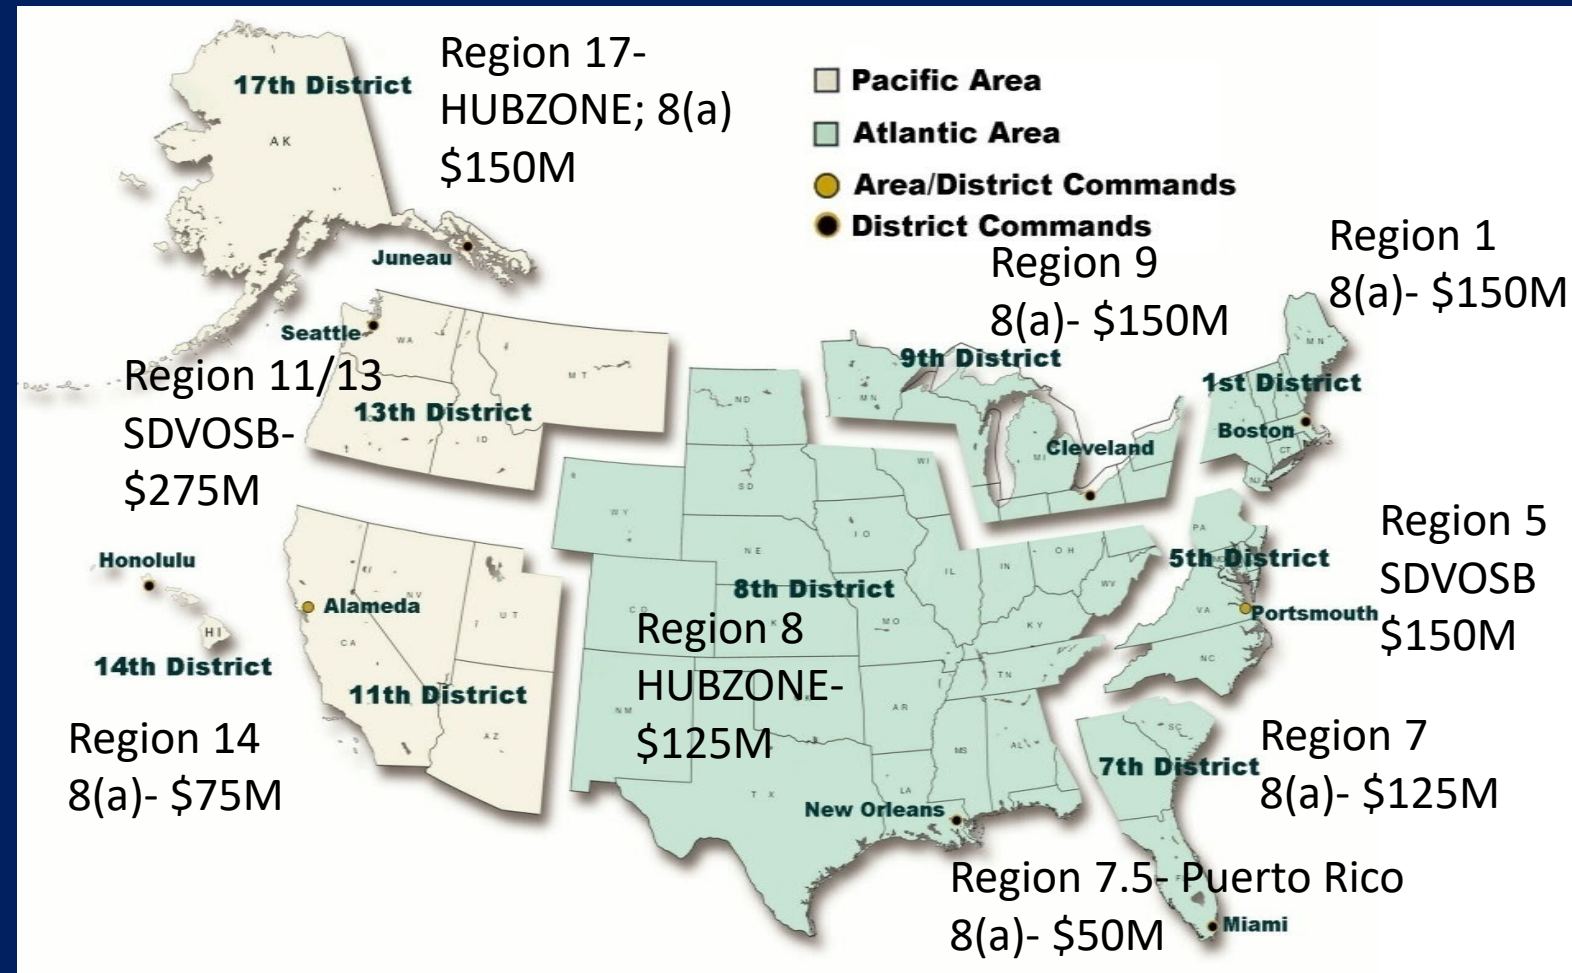 Region 17-
HUBZONE; 8(a)
$150M
17th District
AK
Juneau
Pacific Area
Atlantic Area
Area/District Commands
District Commands
Region 1
8(a)- $150M
Region 9
8(a)- $150M
9th District
MN
MI
Cleveland
1st District
MN
Boston
CT
NJ
Seattle
WA
MT
ID
Region 11/13
SDVOSB-
$275M
13th District
Region 5
SDVOSB
$150M
5th District
PA
VA
NC
Portsmouth
Honolulu
HI
14th District
Region 14
8(a)- $75M
Alameda
NV
UT
CA
AZ
11th District
ND
SD
WI
WY
NE
IO
IL
IN
OH
WV
KY
MO
TN
8th District
Region 8
HUBZONE-
$125M
NM
AR
TX
LA
MS
AL
New Orleans
SC
7th District
Region 7
8(a)- $125M
Region 7.5- Puerto Rico
8(a)- $50M
Miami